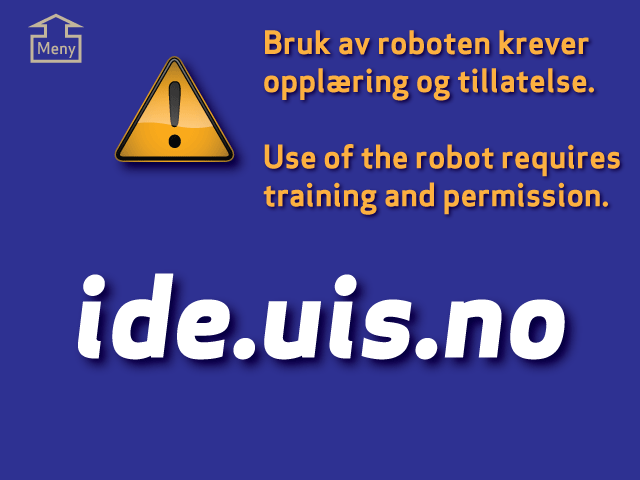 Meny
Bruk av roboten krever
opplæring og tillatelse.
Use of the robot requires
training and permission.
ide.uis.no